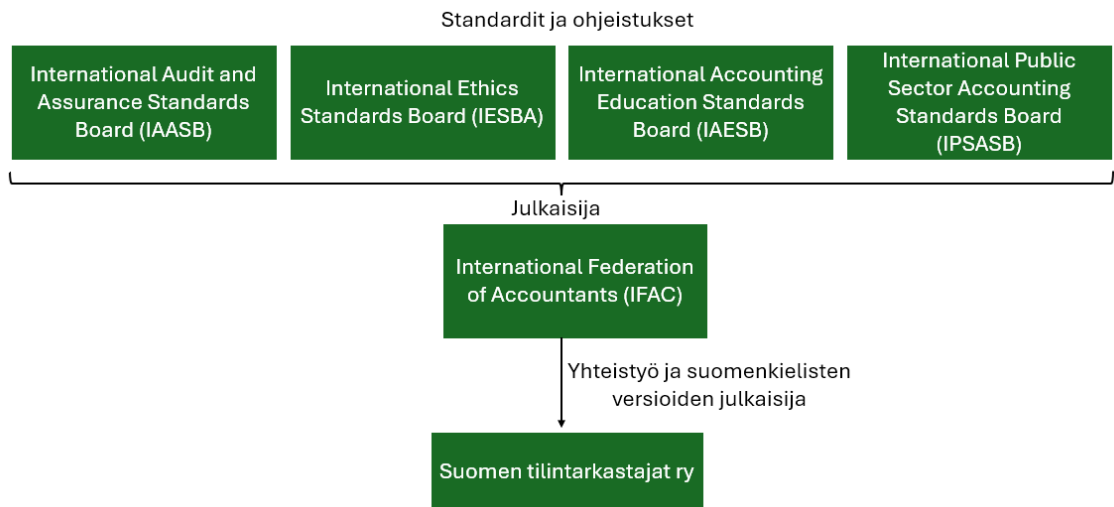 Standardit ja ohjeistukset
International Audit and
Assurance Standards
Board (IAASB)
International Ethics
Standards Board (IESBA)
International Accounting
Education Standards
Board (IAESB)
International Public
Sector Accounting
Standards Board
(IPSASB)
Julkaisija
International Federation
of Accountants (IFAC)
Yhteistyö ja suomenkielisten
versioiden julkaisija
Suomen tilintarkastajat ry